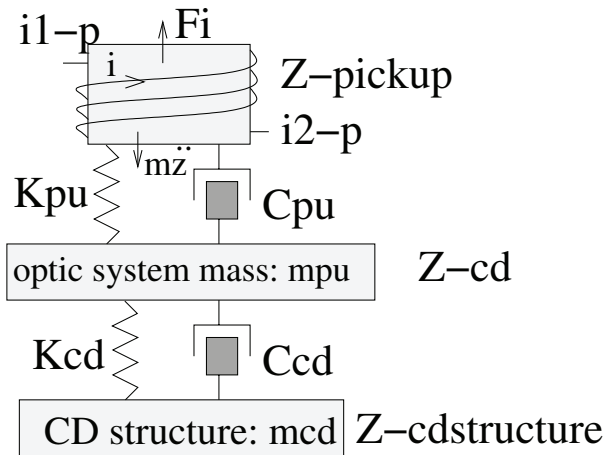 i1-p
Fi
i
Z-pickup
i2-p
mz̈
Kpu
Cpu
optic system mass: mpu
Z-cd
Kcd
Ccd
CD structure: mcd
Z-cdstructure